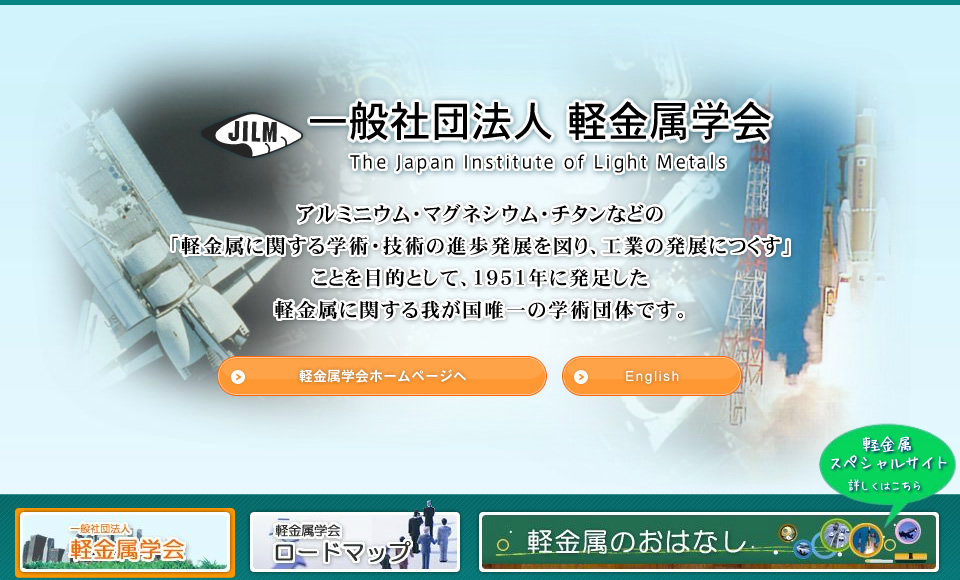 JILM
一般社団法人 軽金属学会
The Japan Institute of Light Metals
アルミニウム・マグネシウム・チタンなどの
「軽金属に関する学術・技術の進歩発展を図り、工業の発展につくす」
ことを目的として、1951年に発足した
軽金属に関する我が国唯一の学術団体です。
軽金属学会ホームページへ
English
軽金属
スペシャルサイト
詳しくはこちら
一般社団法人
軽金属学会
軽金属学会
ロードマップ
軽金属のおはなし